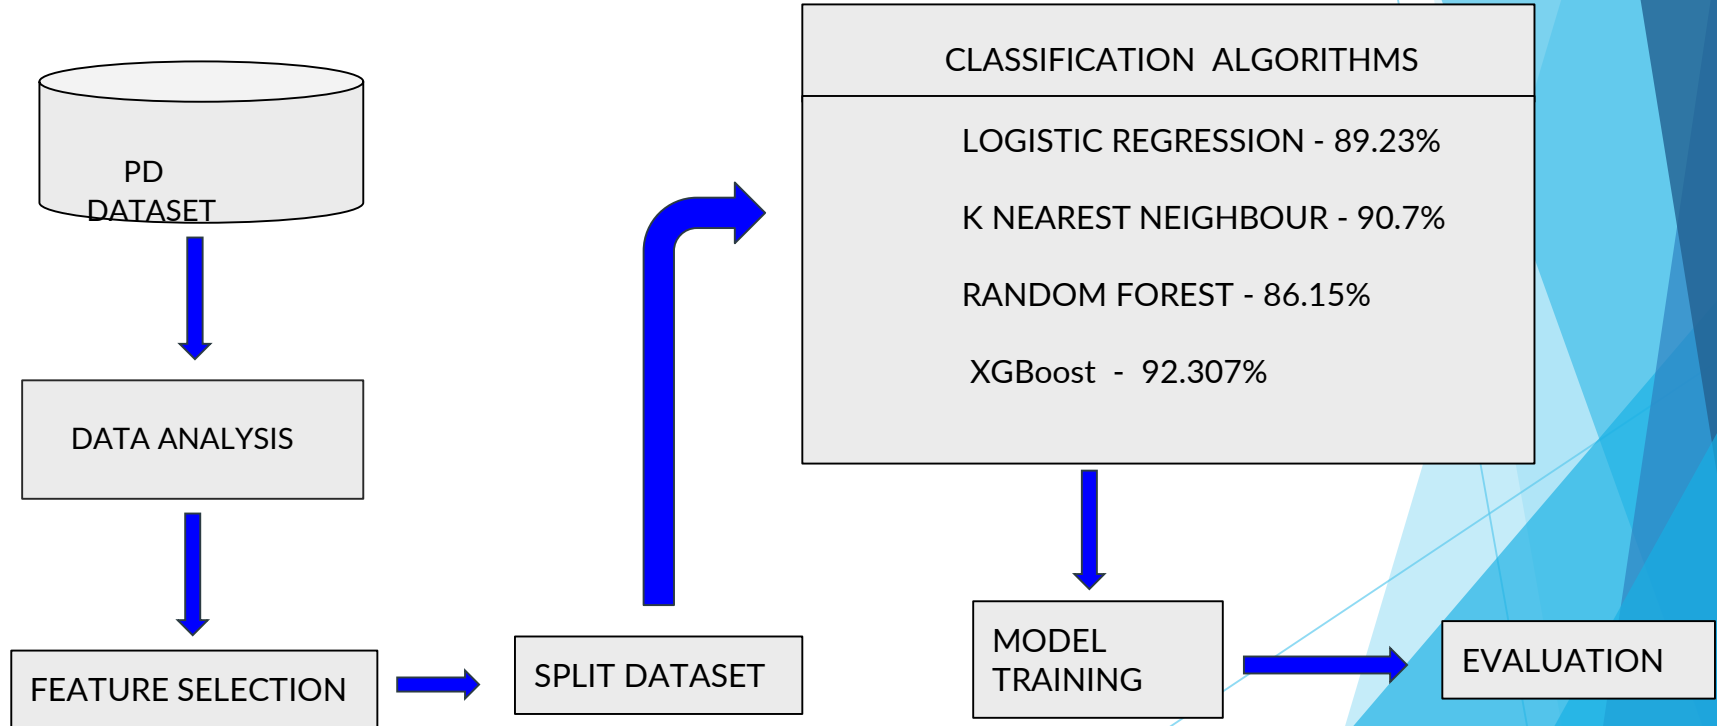 PD
DATASET
DATA ANALYSIS
FEATURE SELECTION
SPLIT DATASET
CLASSIFICATION ALGORITHMS
LOGISTIC REGRESSION - 89.23%
K NEAREST NEIGHBOUR - 90.7%
RANDOM FOREST - 86.15%
XGBoost - 92.307%
MODEL
TRAINING
EVALUATION